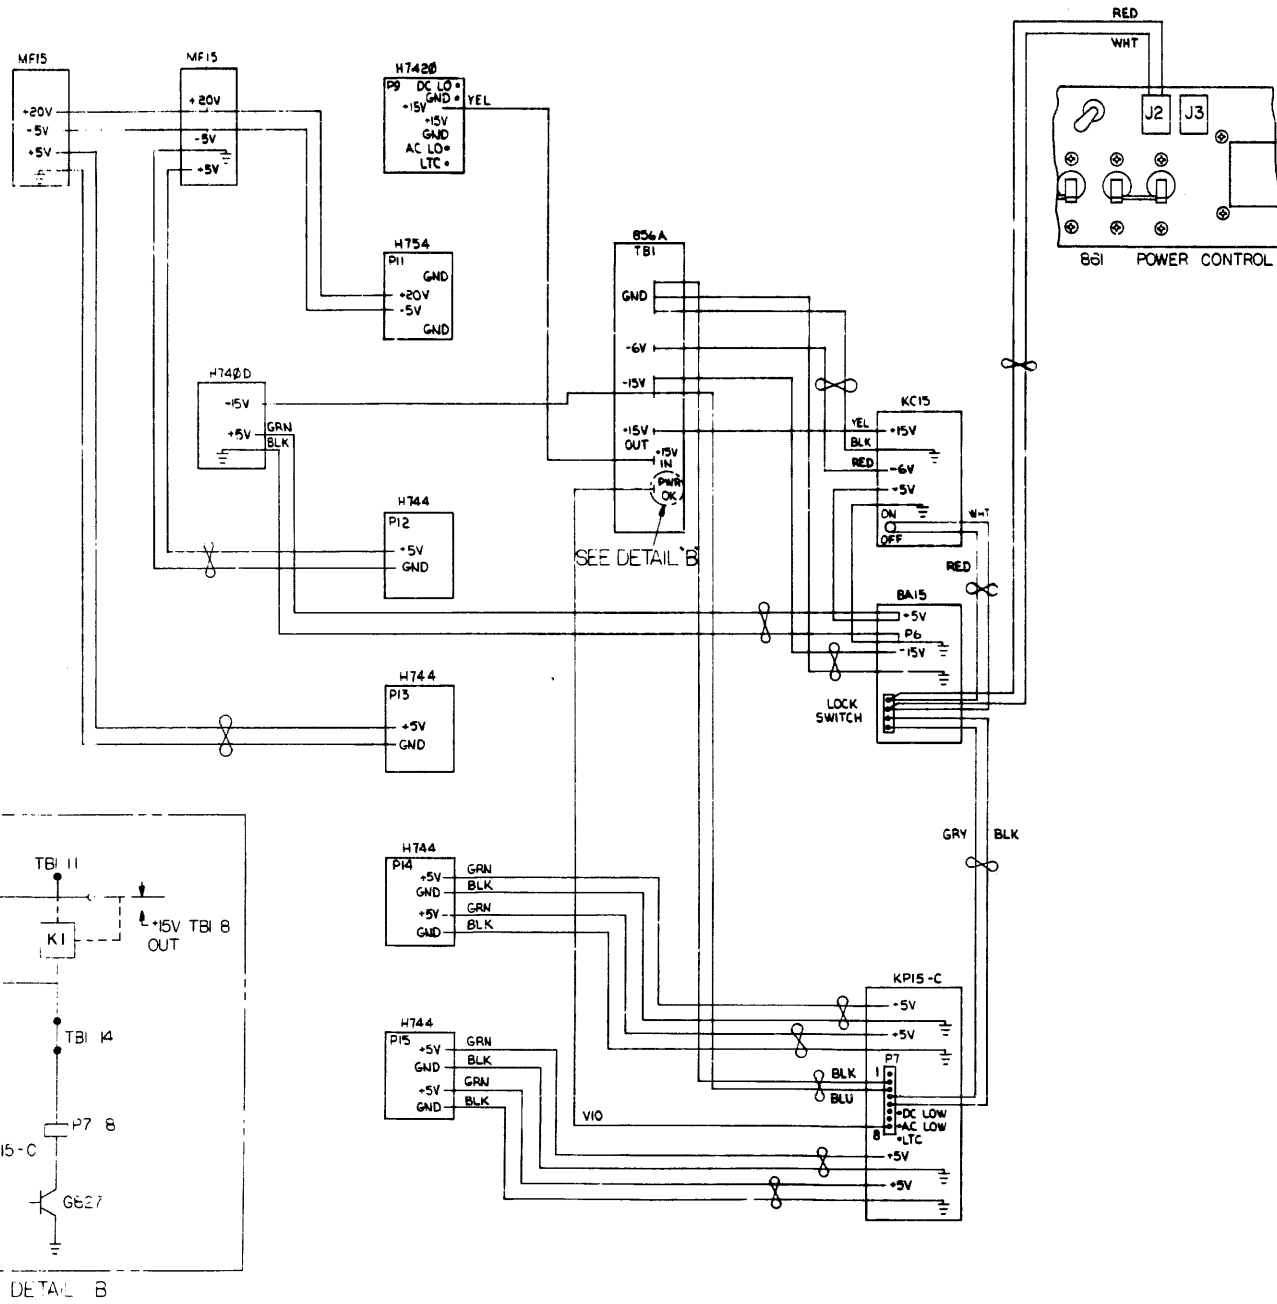 RED
WHT
J2
J3
861 POWER CONTROL
MF15
+20V
-5V
+5V
MF15
+20V
-5V
+5V
H742Ø
P9 DC LO
GND
+15V
YEL
+15V
GND
AC LO
LTC
H754
P11
GND
+20V
-5V
GND
H74ØD
-15V
+5V
GRN
BLK
856A
TB1
GND
-6V
-15V
+15V
OUT
+15V
IN
PWR
OK
SEE DETAIL "B"
KC15
YEL
+15V
BLK
RED
-6V
+5V
ON
OFF
WHT
RED
H744
P12
+5V
GND
BA15
+5V
P6
-15V
LOCK
SWITCH
H744
P13
+5V
GND
GRY
BLK
H744
P14
+5V
GRN
GND
BLK
+5V
GRN
GND
BLK
H744
P15
+5V
GRN
GND
BLK
+5V
GRN
GND
BLK
VIO
KP15-C
+5V
+5V
P7
1
BLK
BLU
DC LOW
AC LOW
8
LTC
+5V
+5V
TB1 11
K1
+15V TB1 8
OUT
TB1 14
P7 8
15-C
G827
DETAIL B